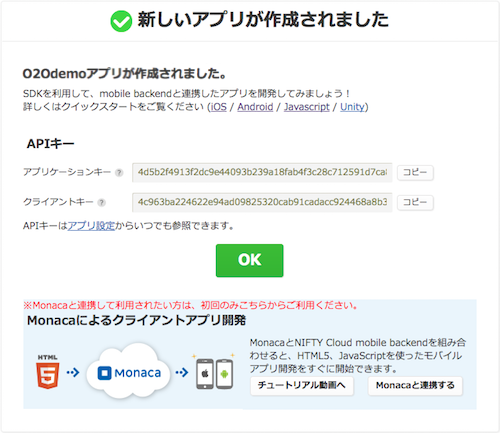 新しいアプリが作成されました
O2Odemoアプリが作成されました。
SDKを利用して、mobile backendと連携したアプリを開発してみましょう！
詳しくはクイックスタートをご覧ください (iOS / Android / Javascript / Unity)
APIキー
アプリケーションキー ? 4d5b2f4913f2dc9e44093b239a18fab4f3c28c712591d7ca8 コピー
クライアントキー ? 4c963ba224622e94ad09825320cab91cadacc924468a8b3 コピー
APIキーはアプリ設定からいつでも参照できます。
OK
※Monacaと連携して利用されたい方は、初回のみこちらからご利用ください。
Monacaによるクライアントアプリ開発
MonacaとNIFTY Cloud mobile backendを組み合
わせると、HTML5、JavaScriptを使ったモバイル
アプリ開発をすぐに開始できます。
HTML
5
Monaca
チュートリアル動画へ
Monacaと連携する